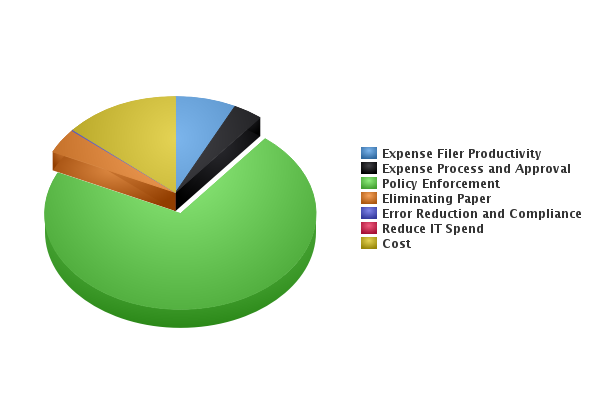 Expense Filer Productivity
Expense Process and Approval
Policy Enforcement
Eliminating Paper
Error Reduction and Compliance
Reduce IT Spend
Cost